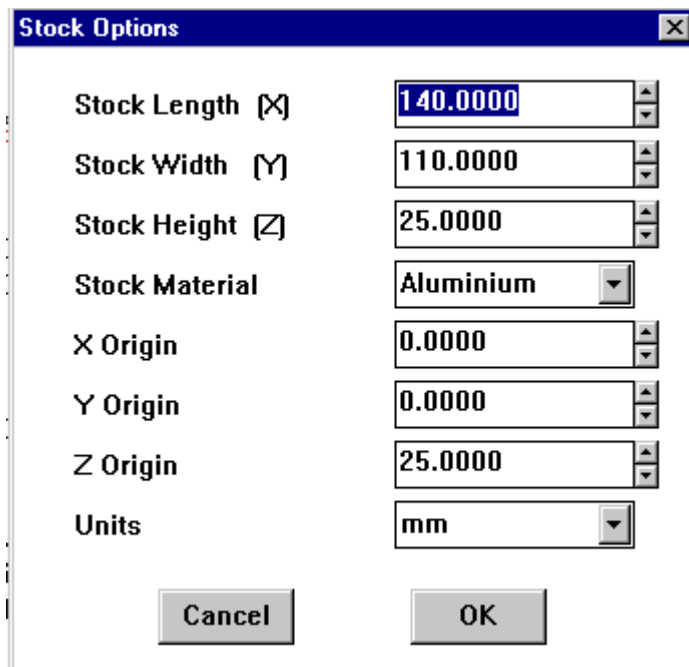 Stock Options
Stock Length (X) 140.0000
Stock Width (Y) 110.0000
Stock Height (Z) 25.0000
Stock Material Aluminium
X Origin 0.0000
Y Origin 0.0000
Z Origin 25.0000
Units mm
Cancel OK